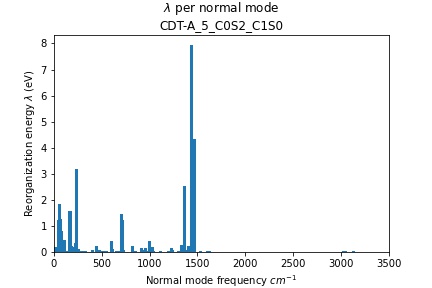 λ per normal mode
CDT-A_5_C0S2_C1S0
Reorganization energy λ (eV)
8
7
6
5
4
3
2
1
0
0 500 1000 1500 2000 2500 3000 3500
Normal mode frequency cm⁻¹